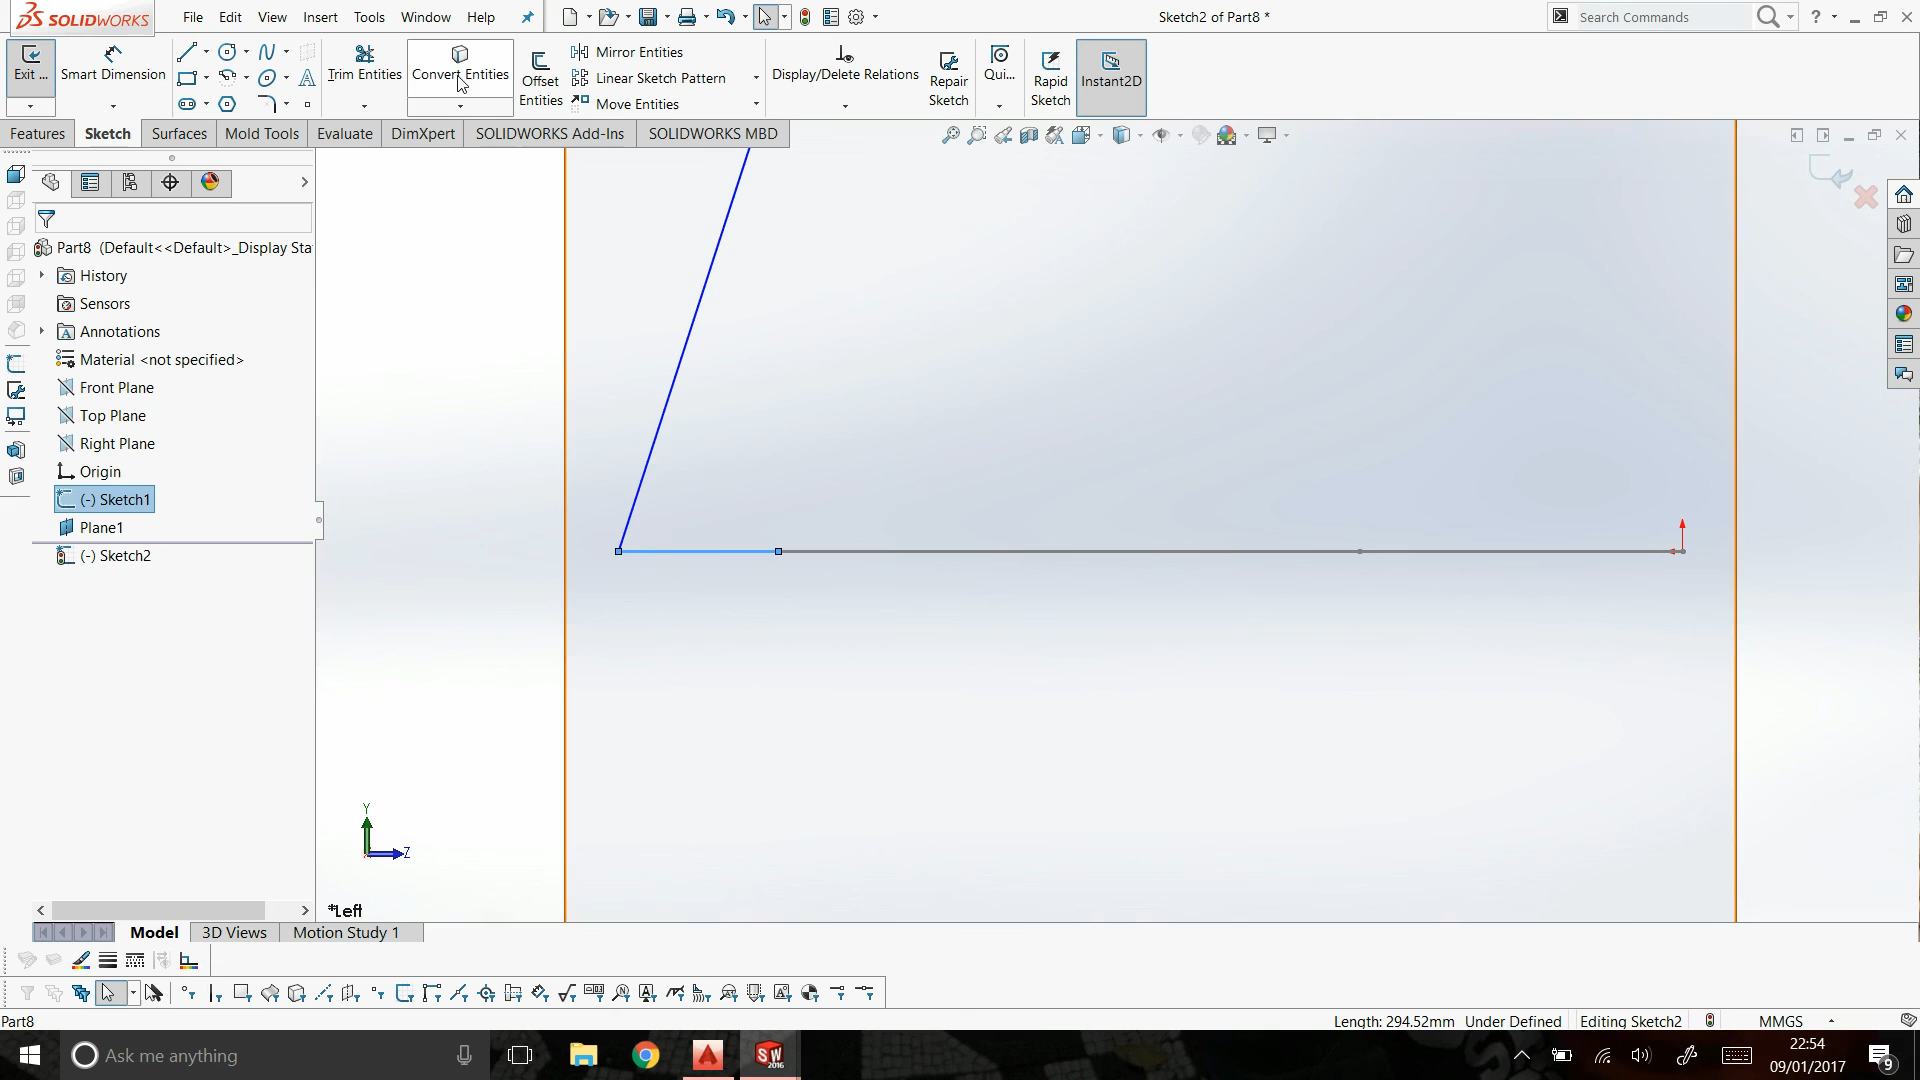 SOLIDWORKS File Edit View Insert Tools Window Help Sketch2 of Part8 * Search Commands ?
Exit ... Smart Dimension Trim Entities Convert Entities Offset Entities Mirror Entities Linear Sketch Pattern Move Entities Display/Delete Relations Repair Sketch Qui... Rapid Sketch Instant2D
Features Sketch Surfaces Mold Tools Evaluate DimXpert SOLIDWORKS Add-Ins SOLIDWORKS MBD
Part8 (Default<<Default>_Display Sta
History
Sensors
Annotations
Material <not specified>
Front Plane
Top Plane
Right Plane
Origin
(-) Sketch1
Plane1
(-) Sketch2
Y
Z
*Left
Model 3D Views Motion Study 1
Part8 Length: 294.52mm Under Defined Editing Sketch2 MMGS
Ask me anything SW 2016 22:54
09/01/2017 9